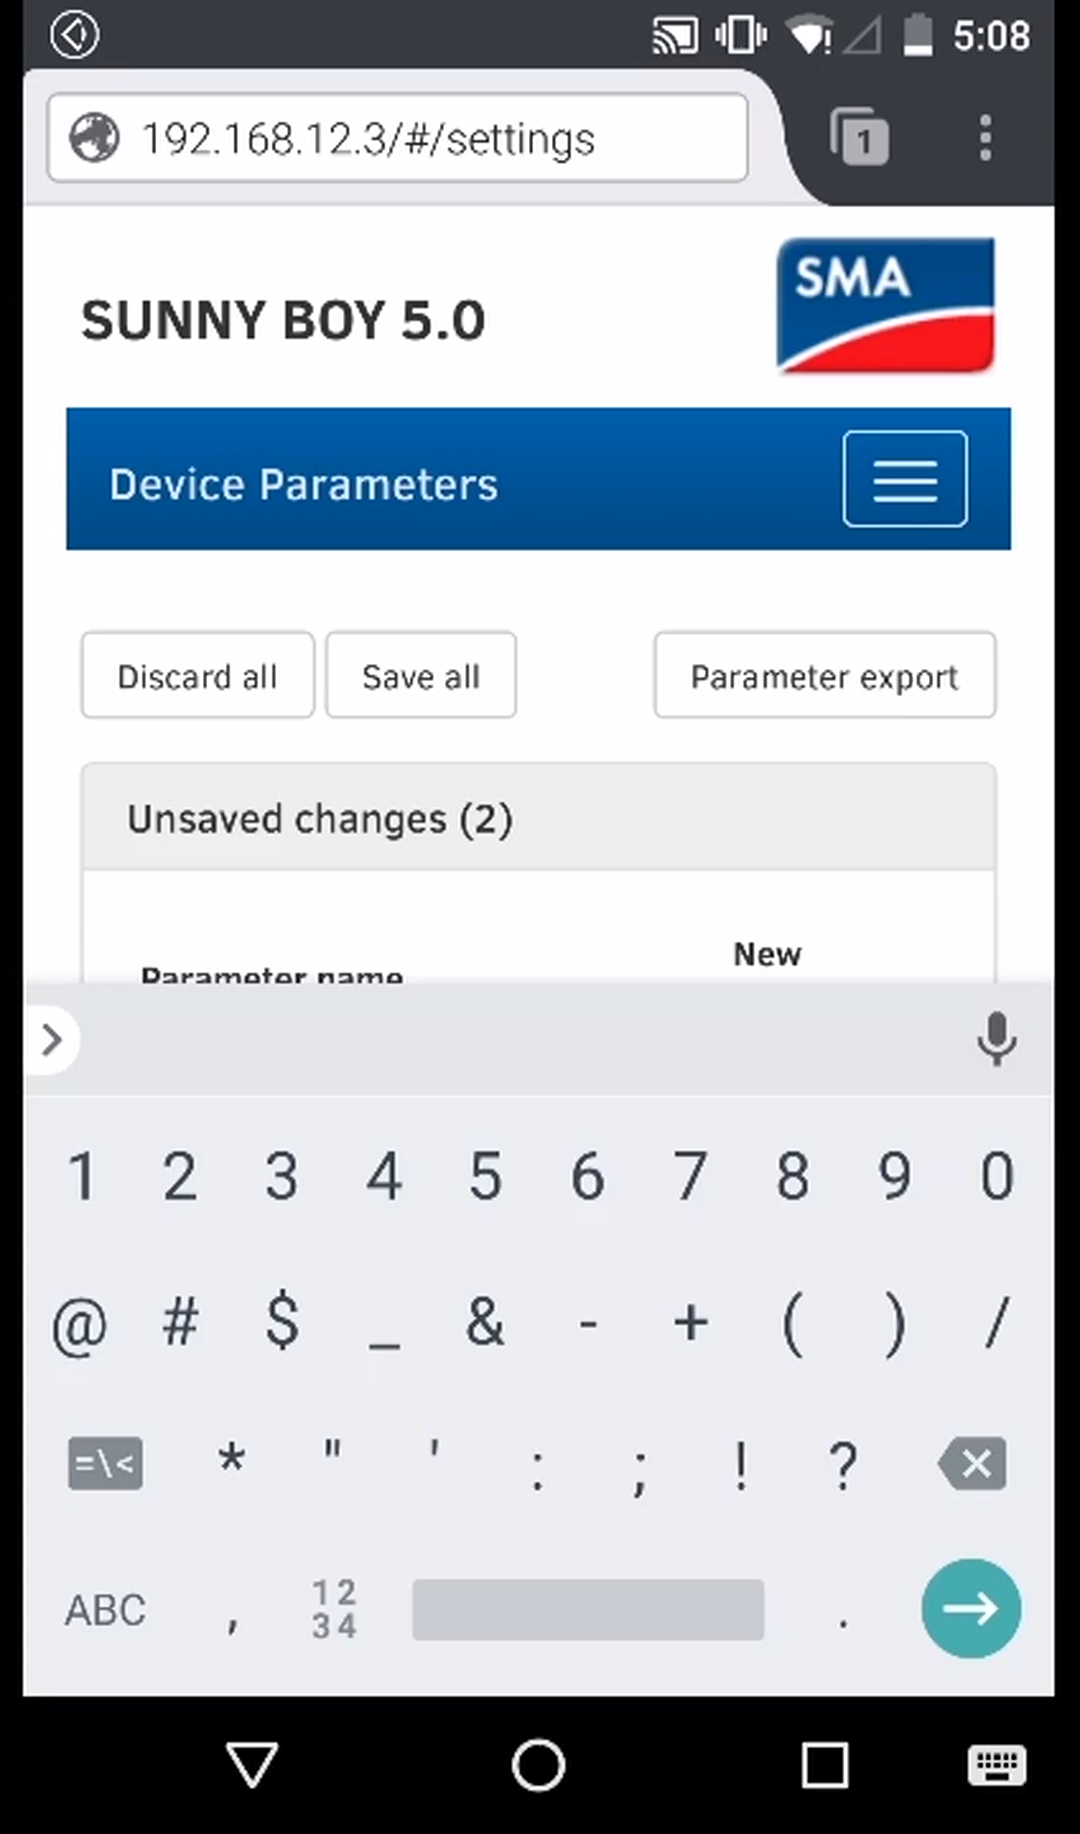 5:08
192.168.12.3/#/settings
1
SUNNY BOY 5.0
SMA
Device Parameters
Discard all
Save all
Parameter export
Unsaved changes (2)
New
Parameter name
1 2 3 4 5 6 7 8 9 0
@ # $ _ & - + ( ) /
=\< * " ' : ; ! ?
ABC , 12 34 .